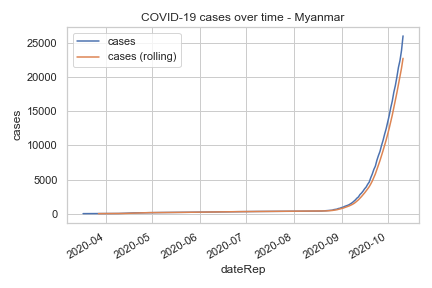 COVID-19 cases over time - Myanmar
cases
cases (rolling)
25000
20000
15000
10000
5000
0
cases
2020-04
2020-05
2020-06
2020-07
2020-08
2020-09
2020-10
dateRep